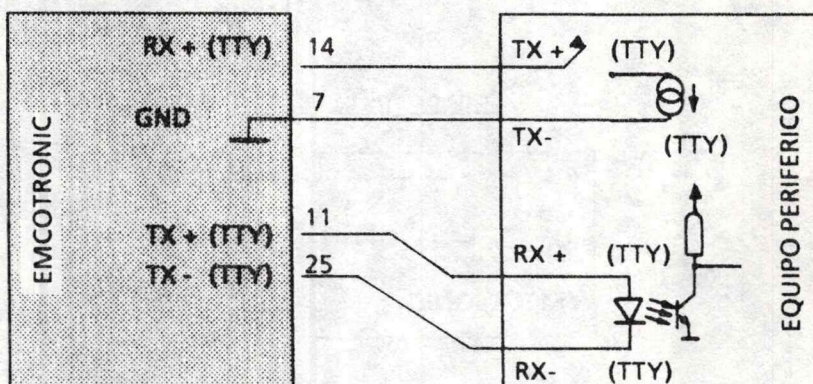 EMCOTRONIC
RX + (TTY)
14
TX +
(TTY)
GND
7
TX-
(TTY)
TX + (TTY)
11
RX +
(TTY)
TX - (TTY)
25
RX-
(TTY)
EQUIPO PERIFERICO